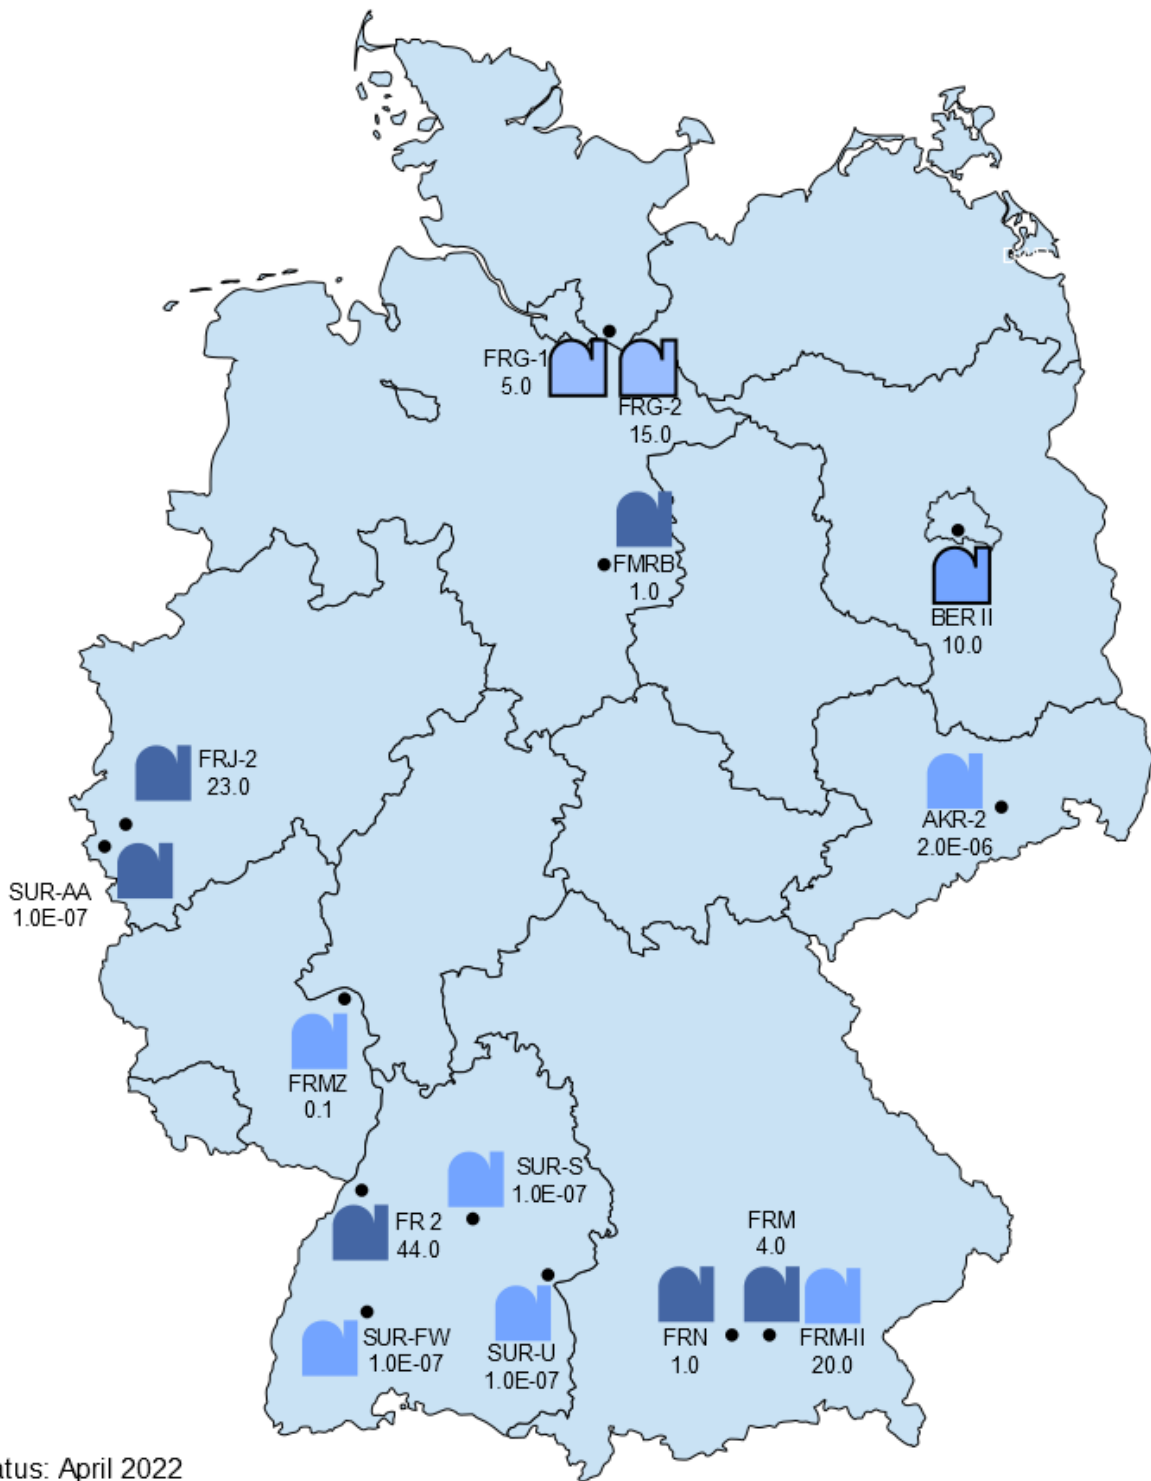 FRG-1
5.0
FRG-2
15.0
FMRB
1.0
BER II
10.0
FRJ-2
23.0
AKR-2
2.0E-06
SUR-AA
1.0E-07
FRMZ
0.1
SUR-S
1.0E-07
FR 2
44.0
FRM
4.0
SUR-FW
1.0E-07
SUR-U
1.0E-07
FRN
1.0
FRM-II
20.0
atus: April 2022